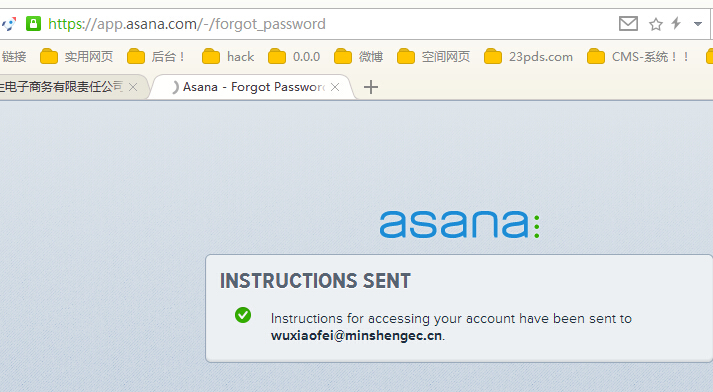 https://app.asana.com/-/forgot_password
链接 实用网页 后台！ hack 0.0.0 微博 空间网页 23pds.com CMS-系统！！
电子商务有限责任公司 Asana - Forgot Passwor
asana
INSTRUCTIONS SENT
Instructions for accessing your account have been sent to
wuxiaofei@minshengec.cn.